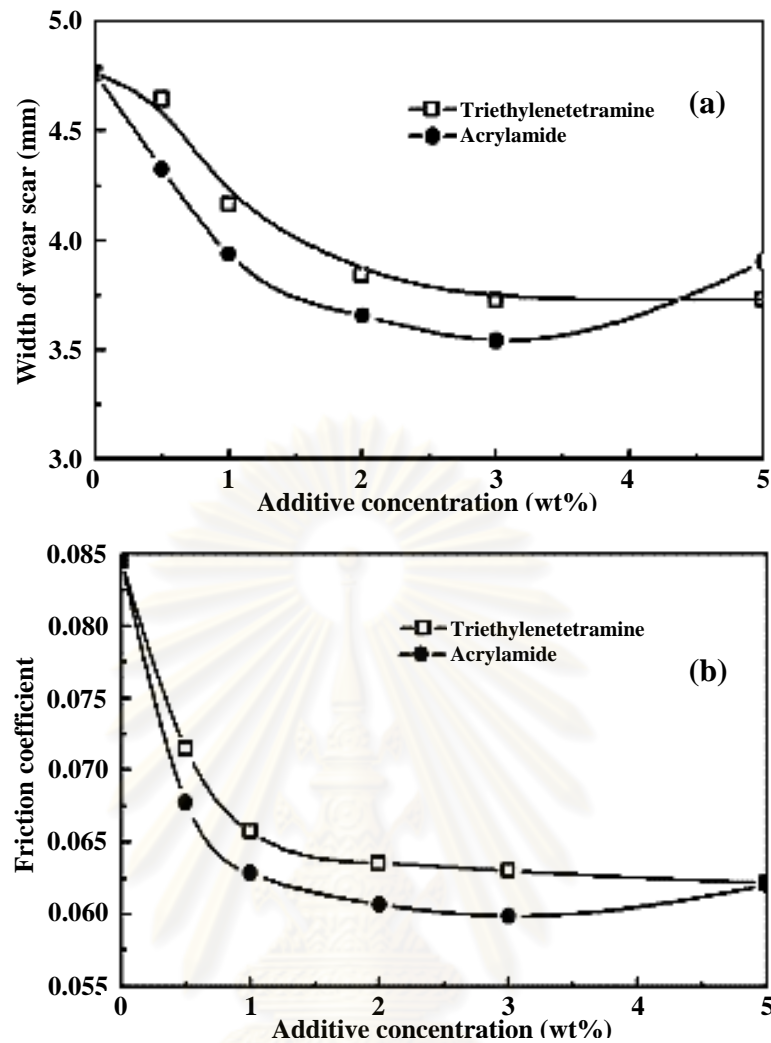 5.0
4.5
4.0
3.5
3.0
Width of wear scar (mm)
Triethylenetetramine
Acrylamide
(a)
0 1 2 3 4 5
Additive concentration (wt%)
0.085
0.080
0.075
0.070
0.065
0.060
0.055
Friction coefficient
Triethylenetetramine
Acrylamide
(b)
0 1 2 3 4 5
Additive concentration (wt%)